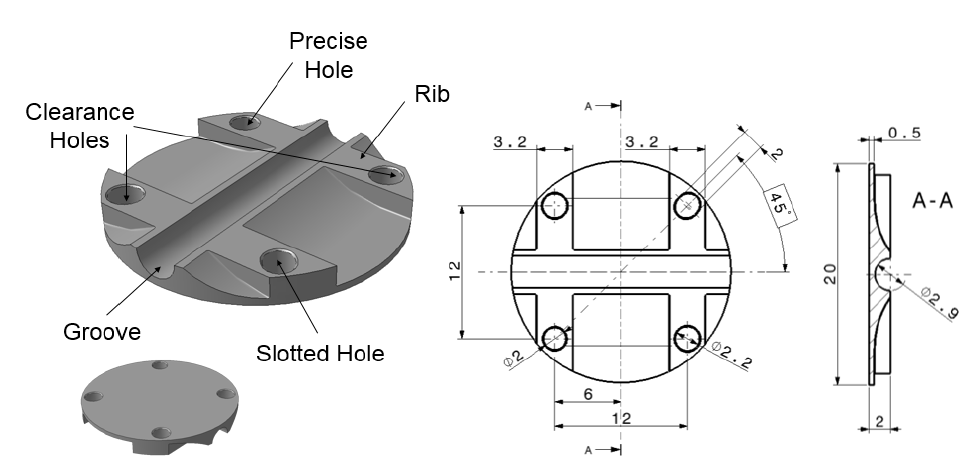 Precise
Hole
Rib
Clearance
Holes
Groove
Slotted Hole
A
3.2
3.2
2
45°
12
Ø2
Ø2.2
6
12
A
0.5
A-A
20
Ø2.9
2